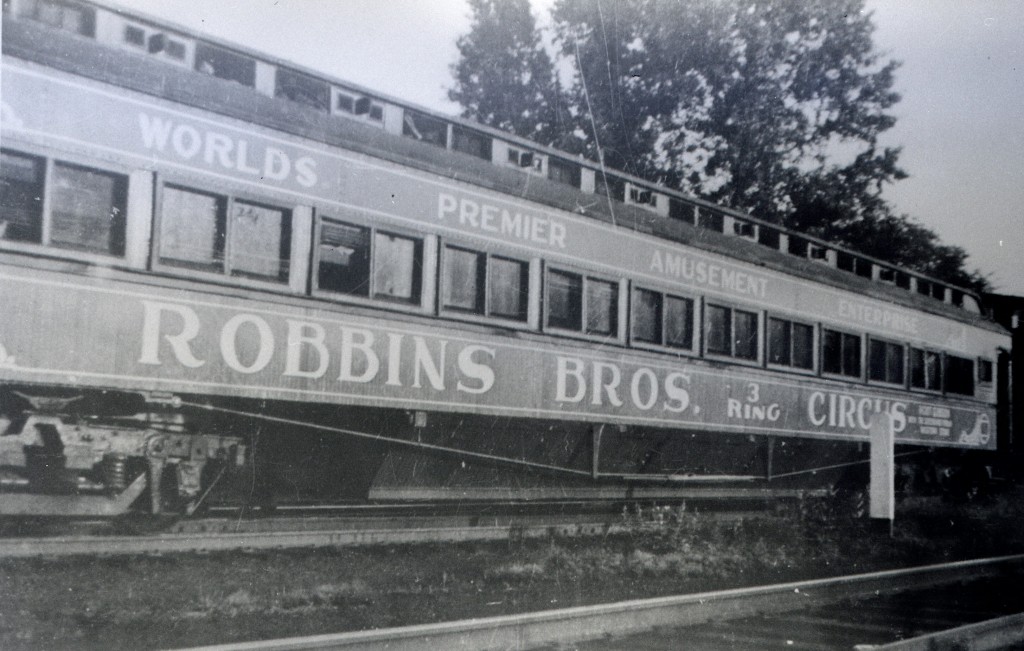 WORLDS PREMIER AMUSEMENT ENTERPRISE
ROBBINS BROS. 3 RING CIRCUS